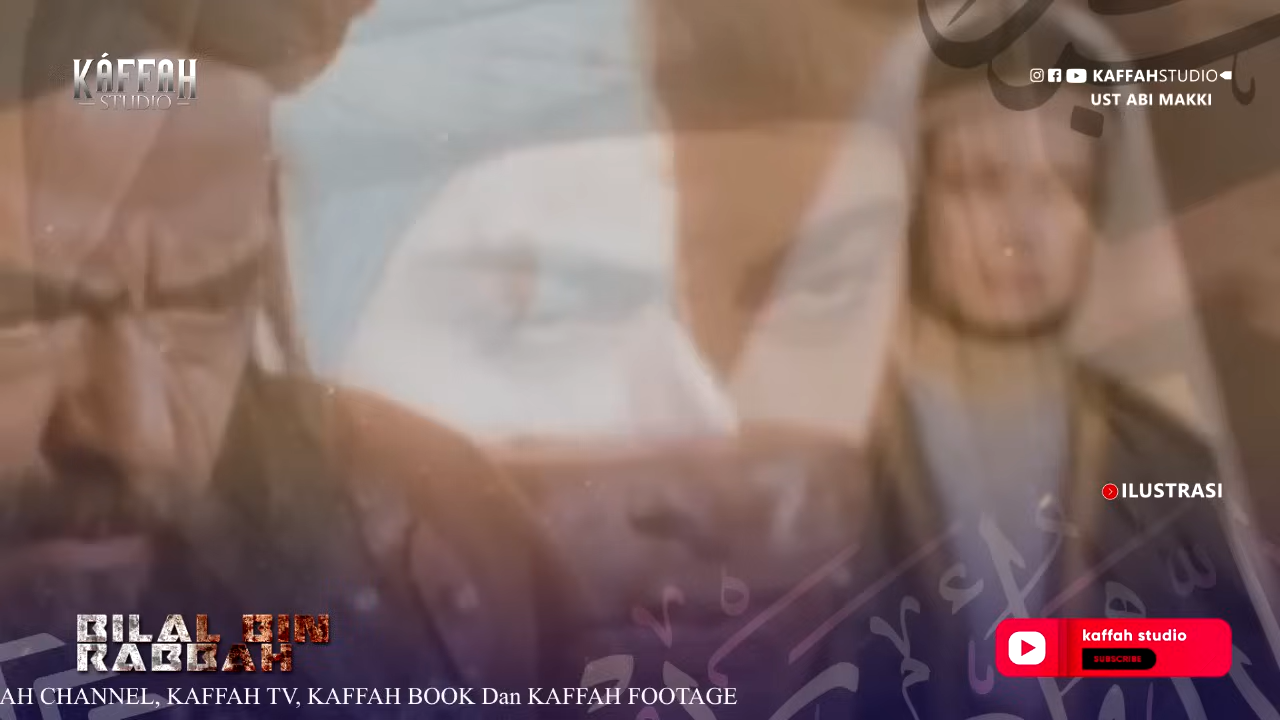 KÁFFAH
STUDIO
KAFFAHSTUDIO
UST ABI MAKKI
ILUSTRASI
BILAL BIN
RABBAH
kaffah studio
SUBSCRIBE
AH CHANNEL, KAFFAH TV, KAFFAH BOOK Dan KAFFAH FOOTAGE